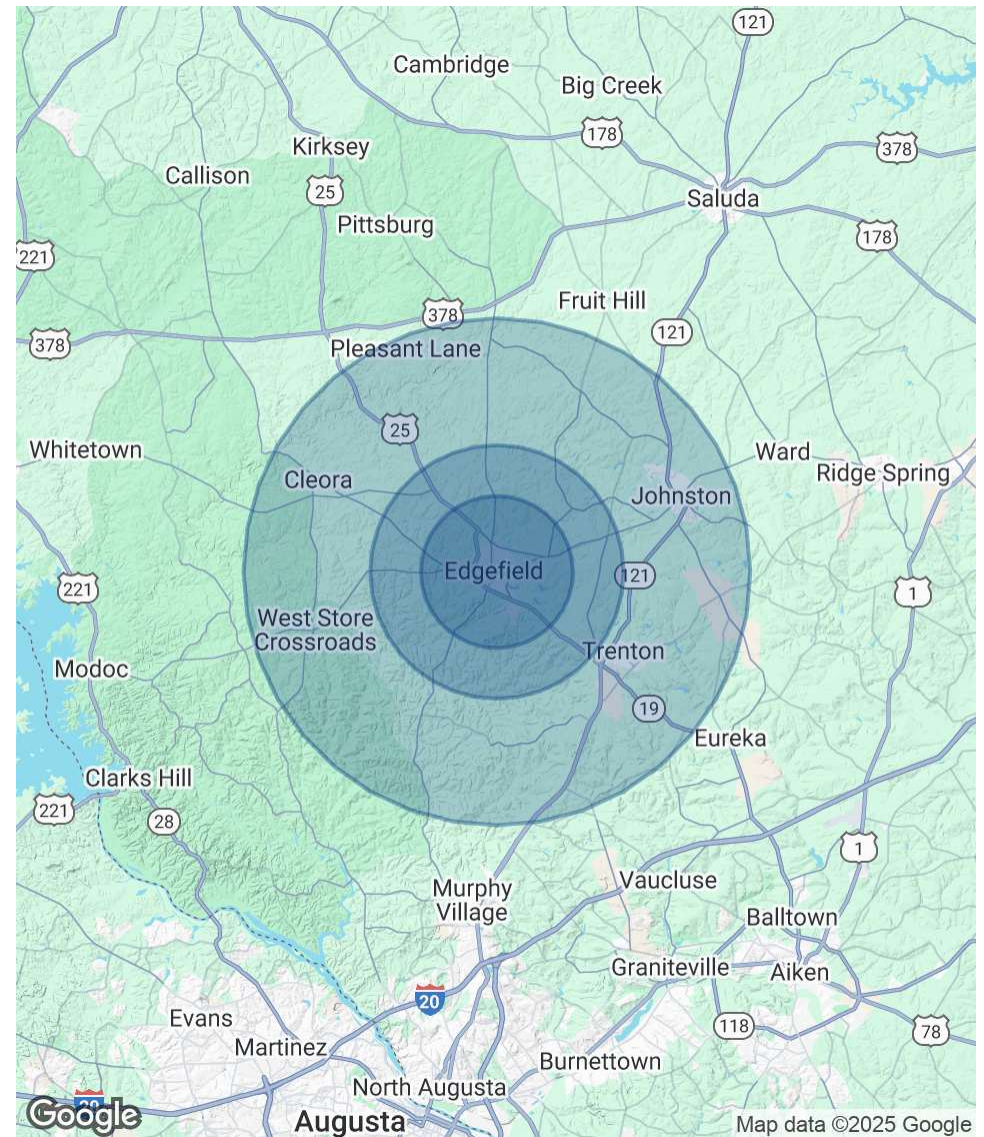 121
Cambridge
Big Creek
178
378
Kirksey
Callison
25
Saluda
Pittsburg
178
221
Fruit Hill
378
121
378
Pleasant Lane
25
Whitetown
Ward
Ridge Spring
Cleora
Johnston
Edgefield
121
221
1
West Store
Crossroads
Trenton
Modoc
19
Eureka
Clarks Hill
221
28
1
Murphy
Village
Vaucluse
Balltown
Graniteville
Aiken
20
Evans
118
78
Martinez
Burnettown
North Augusta
20
Google
Augusta
Map data ©2025 Google